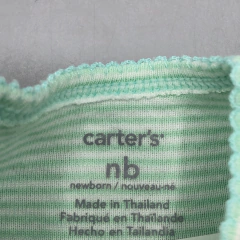 carter's®
nb
newborn / nouveau-né
Made in Thailand
Fabriqué en Thaïlande
Hecho en Tailandia